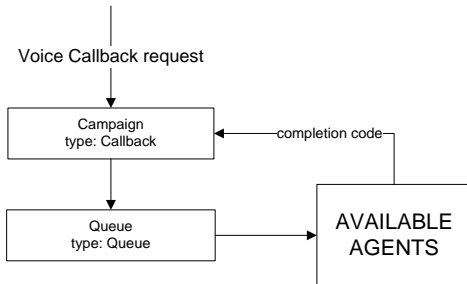 Voice Callback request
Campaign
type: Callback
completion code
Queue
type: Queue
AVAILABLE
AGENTS